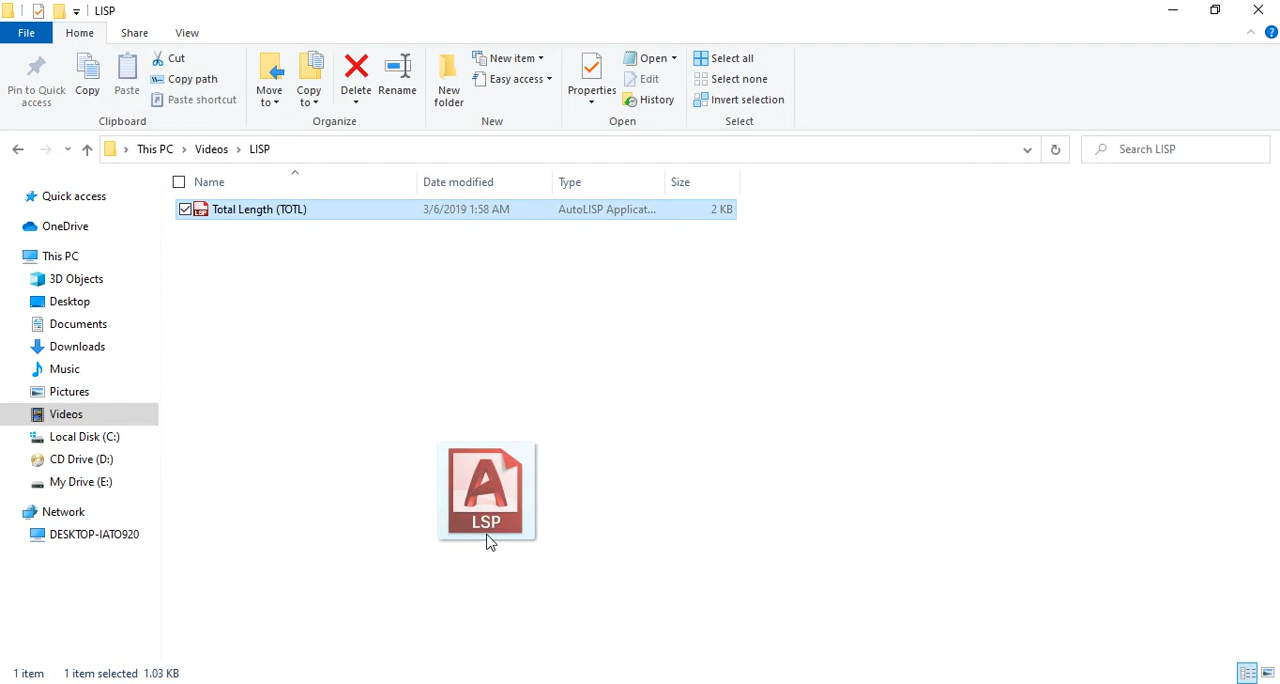 LISP
File Home Share View
Pin to Quick access
Copy
Paste
Cut
Copy path
Paste shortcut
Clipboard
Move to
Copy to
Delete
Rename
Organize
New folder
New item
Easy access
New
Properties
Open
Edit
History
Open
Select all
Select none
Invert selection
Select
This PC › Videos › LISP
Search LISP
Name Date modified Type Size
Total Length (TOTL) 3/6/2019 1:58 AM AutoLISP Applicat... 2 KB
Quick access
OneDrive
This PC
3D Objects
Desktop
Documents
Downloads
Music
Pictures
Videos
Local Disk (C:)
CD Drive (D:)
My Drive (E:)
Network
DESKTOP-IATO920
A
LSP
1 item 1 item selected 1.03 KB